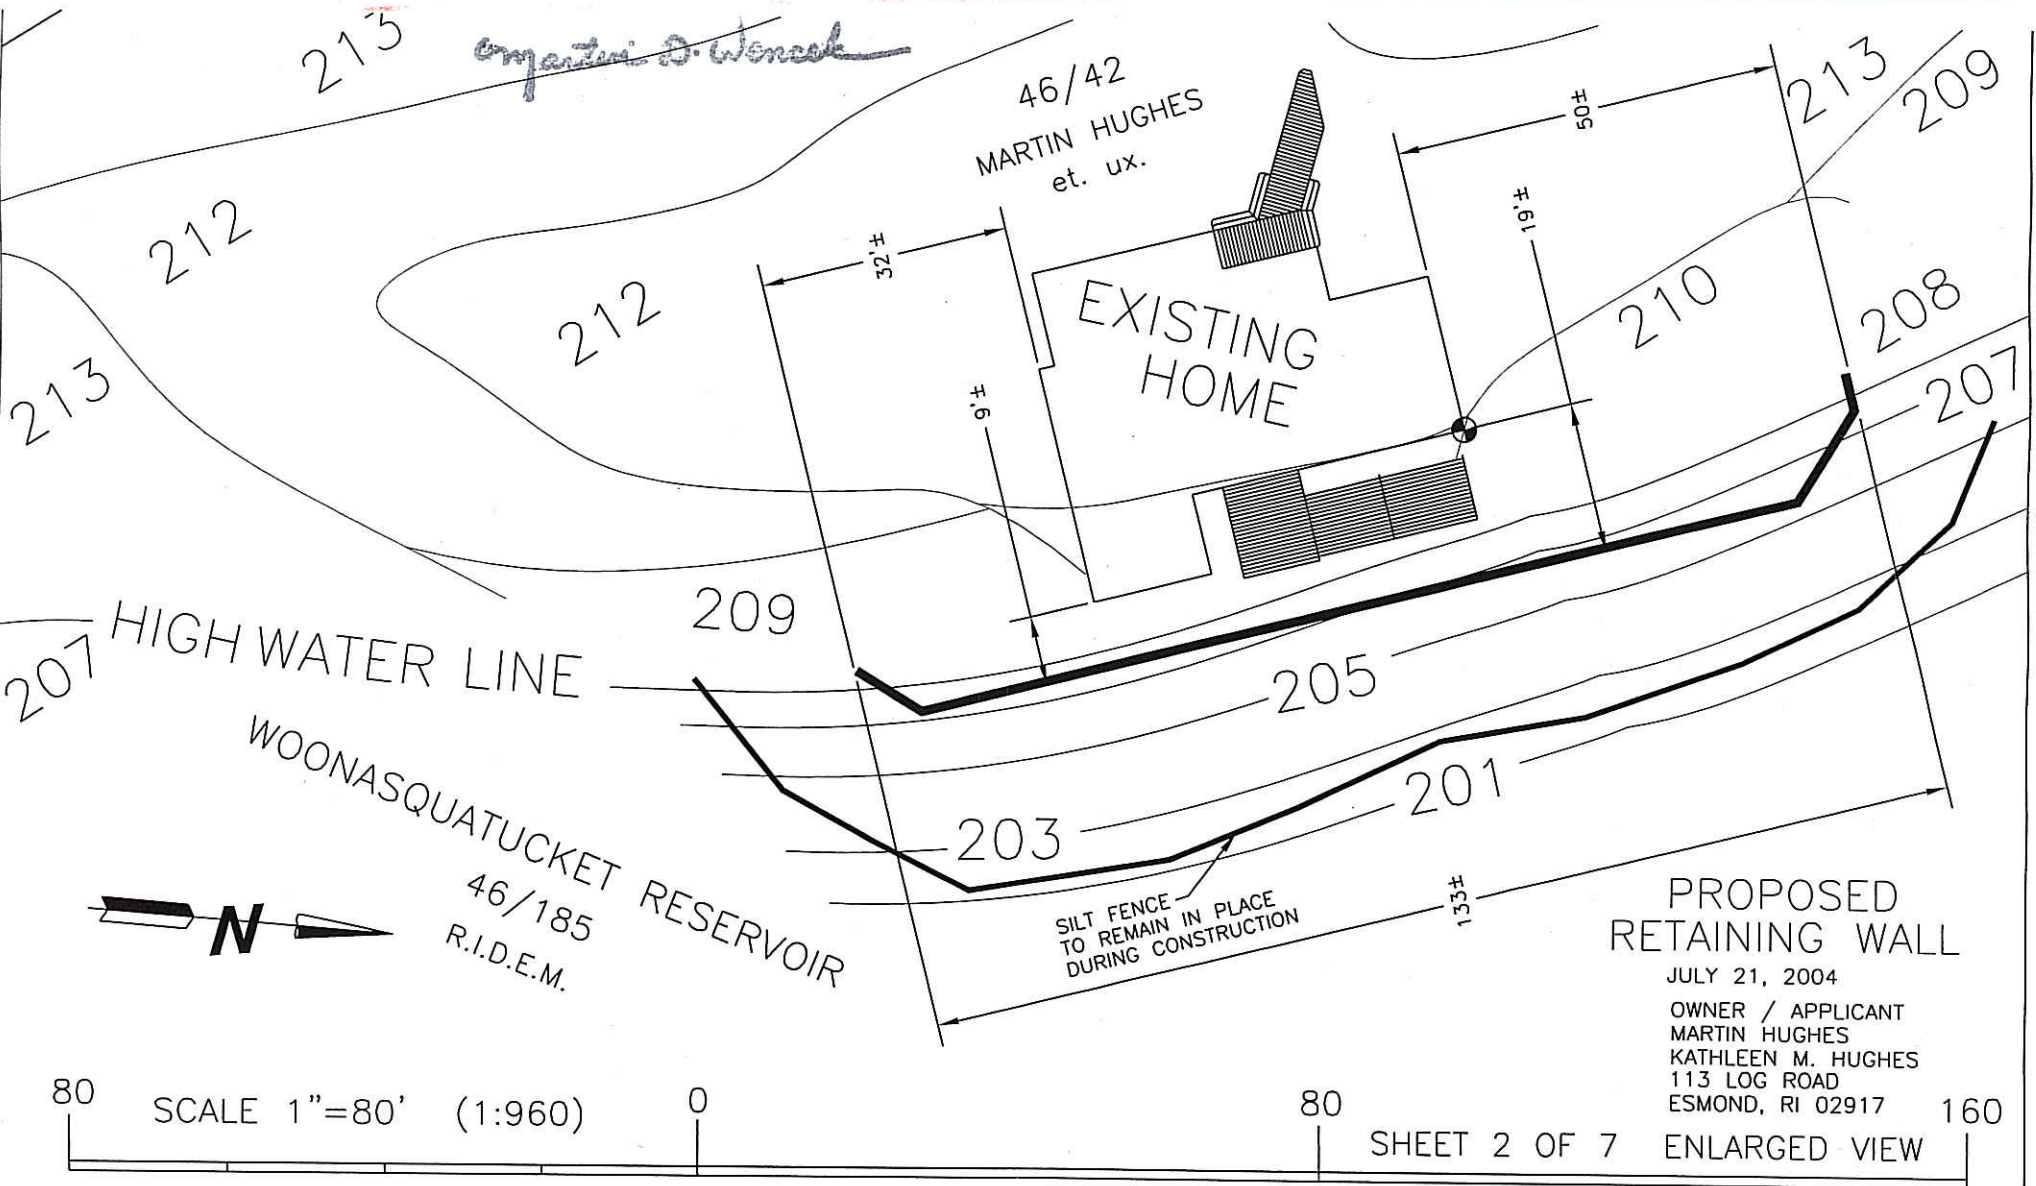 213
Martin D. Wencek
46/42
MARTIN HUGHES
et. ux.
50±
213
209
212
32'±
19'±
212
EXISTING
HOME
210
208
213
9'±
207
209
HIGH WATER LINE
207
205
WOONASQUATUCKET RESERVOIR
46/185
R.I.D.E.M.
N
203
201
SILT FENCE
TO REMAIN IN PLACE
DURING CONSTRUCTION
133±
PROPOSED
RETAINING WALL
JULY 21, 2004
OWNER / APPLICANT
MARTIN HUGHES
KATHLEEN M. HUGHES
113 LOG ROAD
ESMOND, RI 02917
80 SCALE 1"=80' (1:960) 0 80 160
SHEET 2 OF 7 ENLARGED VIEW